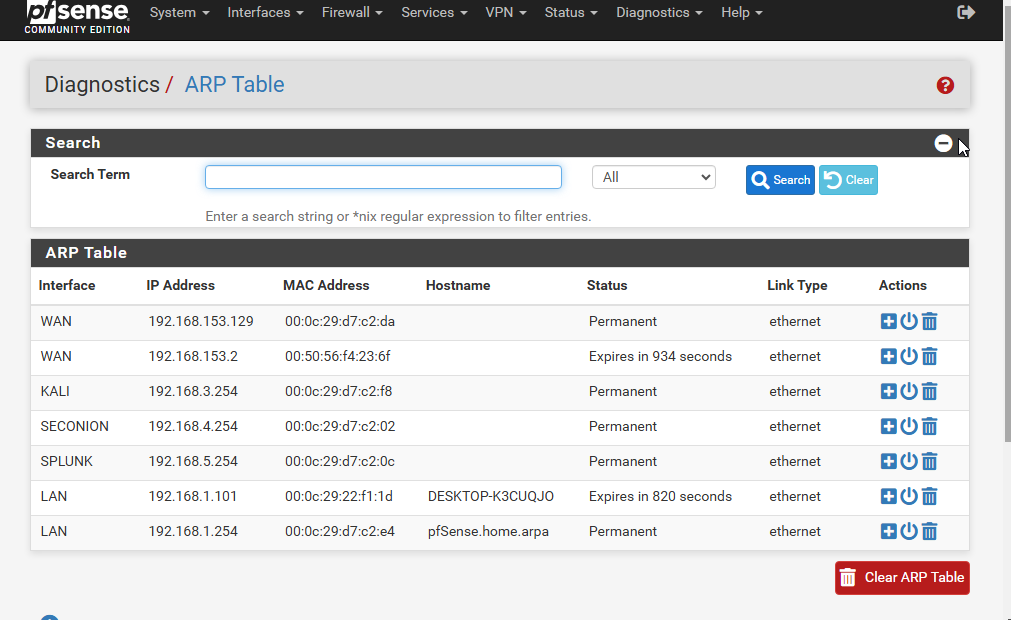 pfsense System Interfaces Firewall Services VPN Status Diagnostics Help
COMMUNITY EDITION
Diagnostics / ARP Table ?
Search
Search Term All Search Clear
Enter a search string or *nix regular expression to filter entries.
ARP Table
Interface IP Address MAC Address Hostname Status Link Type Actions
WAN 192.168.153.129 00:0c:29:d7:c2:da Permanent ethernet
WAN 192.168.153.2 00:50:56:f4:23:6f Expires in 934 seconds ethernet
KALI 192.168.3.254 00:0c:29:d7:c2:f8 Permanent ethernet
SECONION 192.168.4.254 00:0c:29:d7:c2:02 Permanent ethernet
SPLUNK 192.168.5.254 00:0c:29:d7:c2:0c Permanent ethernet
LAN 192.168.1.101 00:0c:29:22:f1:1d DESKTOP-K3CUQJO Expires in 820 seconds ethernet
LAN 192.168.1.254 00:0c:29:d7:c2:e4 pfSense.home.arpa Permanent ethernet
Clear ARP Table